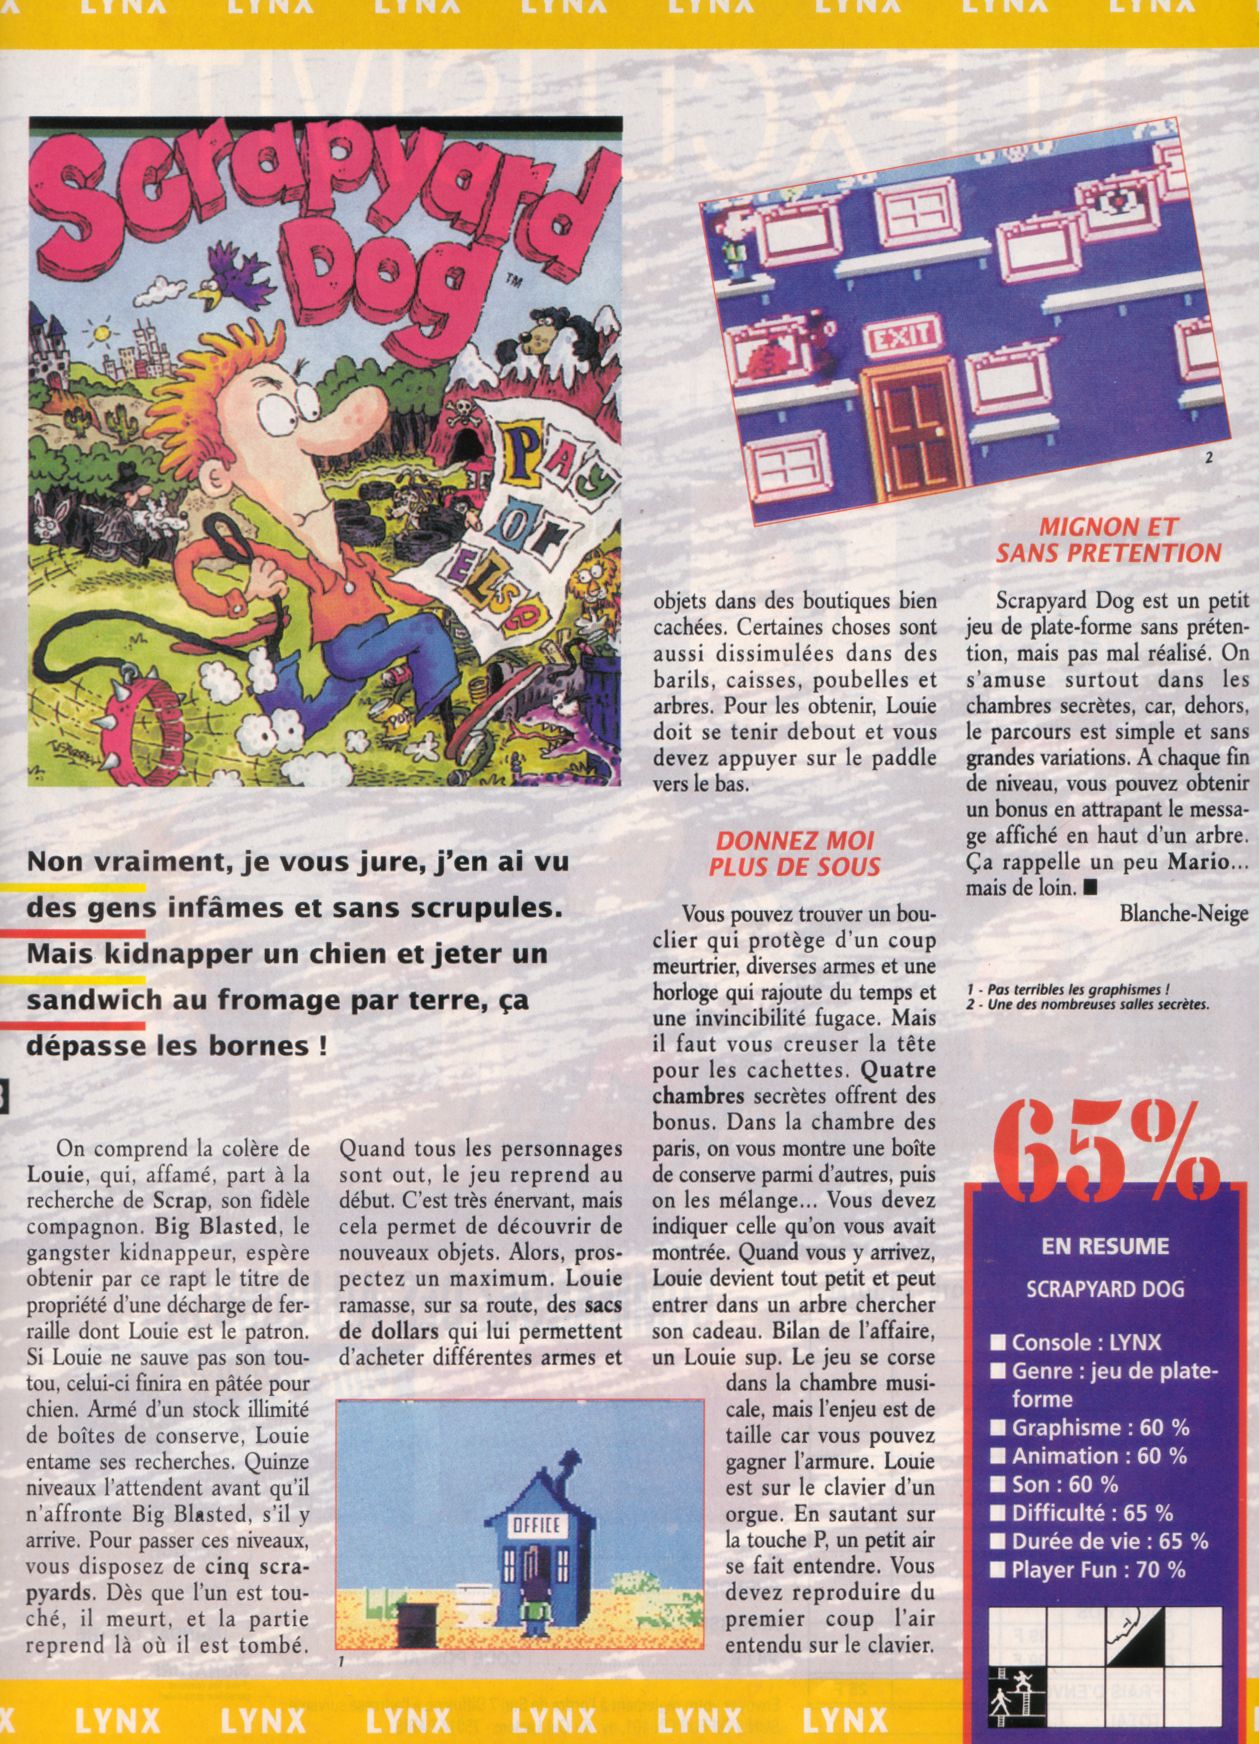 LYNX LYNX LYNX LYNX LYNX LYNX LYNX LYNX
Scrapyard
Dog™
PAY
Or
ELSE
POP
EXIT
2
Non vraiment, je vous jure, j'en ai vu
des gens infâmes et sans scrupules.
Mais kidnapper un chien et jeter un
sandwich au fromage par terre, ça
dépasse les bornes !
On comprend la colère de
Louie, qui, affamé, part à la
recherche de Scrap, son fidèle
compagnon. Big Blasted, le
gangster kidnappeur, espère
obtenir par ce rapt le titre de
propriété d'une décharge de fer-
raille dont Louie est le patron.
Si Louie ne sauve pas son tou-
tou, celui-ci finira en pâtée pour
chien. Armé d'un stock illimité
de boîtes de conserve, Louie
entame ses recherches. Quinze
niveaux l'attendent avant qu'il
n'affronte Big Blasted, s'il y
arrive. Pour passer ces niveaux,
vous disposez de cinq scra-
pyards. Dès que l'un est tou-
ché, il meurt, et la partie
reprend là où il est tombé.
Quand tous les personnages
sont out, le jeu reprend au
début. C'est très énervant, mais
cela permet de découvrir de
nouveaux objets. Alors, pros-
pectez un maximum. Louie
ramasse, sur sa route, des sacs
de dollars qui lui permettent
d'acheter différentes armes et
OFFICE
1
objets dans des boutiques bien
cachées. Certaines choses sont
aussi dissimulées dans des
barils, caisses, poubelles et
arbres. Pour les obtenir, Louie
doit se tenir debout et vous
devez appuyer sur le paddle
vers le bas.
DONNEZ MOI
PLUS DE SOUS
Vous pouvez trouver un bou-
clier qui protège d'un coup
meurtrier, diverses armes et une
horloge qui rajoute du temps et
une invincibilité fugace. Mais
il faut vous creuser la tête
pour les cachettes. Quatre
chambres secrètes offrent des
bonus. Dans la chambre des
paris, on vous montre une boîte
de conserve parmi d'autres, puis
on les mélange... Vous devez
indiquer celle qu'on vous avait
montrée. Quand vous y arrivez,
Louie devient tout petit et peut
entrer dans un arbre chercher
son cadeau. Bilan de l'affaire,
un Louie sup. Le jeu se corse
dans la chambre musi-
cale, mais l'enjeu est de
taille car vous pouvez
gagner l'armure. Louie
est sur le clavier d'un
orgue. En sautant sur
la touche P, un petit air
se fait entendre. Vous
devez reproduire du
premier coup l'air
entendu sur le clavier.
MIGNON ET
SANS PRETENTION
Scrapyard Dog est un petit
jeu de plate-forme sans préten-
tion, mais pas mal réalisé. On
s'amuse surtout dans les
chambres secrètes, car, dehors,
le parcours est simple et sans
grandes variations. A chaque fin
de niveau, vous pouvez obtenir
un bonus en attrapant le messa-
ge affiché en haut d'un arbre.
Ça rappelle un peu Mario...
mais de loin. ■
Blanche-Neige
1 - Pas terribles les graphismes !
2 - Une des nombreuses salles secrètes.
65%
EN RESUME
SCRAPYARD DOG
■ Console : LYNX
■ Genre : jeu de plate-
forme
■ Graphisme : 60 %
■ Animation : 60 %
■ Son : 60 %
■ Difficulté : 65 %
■ Durée de vie : 65 %
■ Player Fun : 70 %
LYNX LYNX LYNX LYNX LYNX LYNX